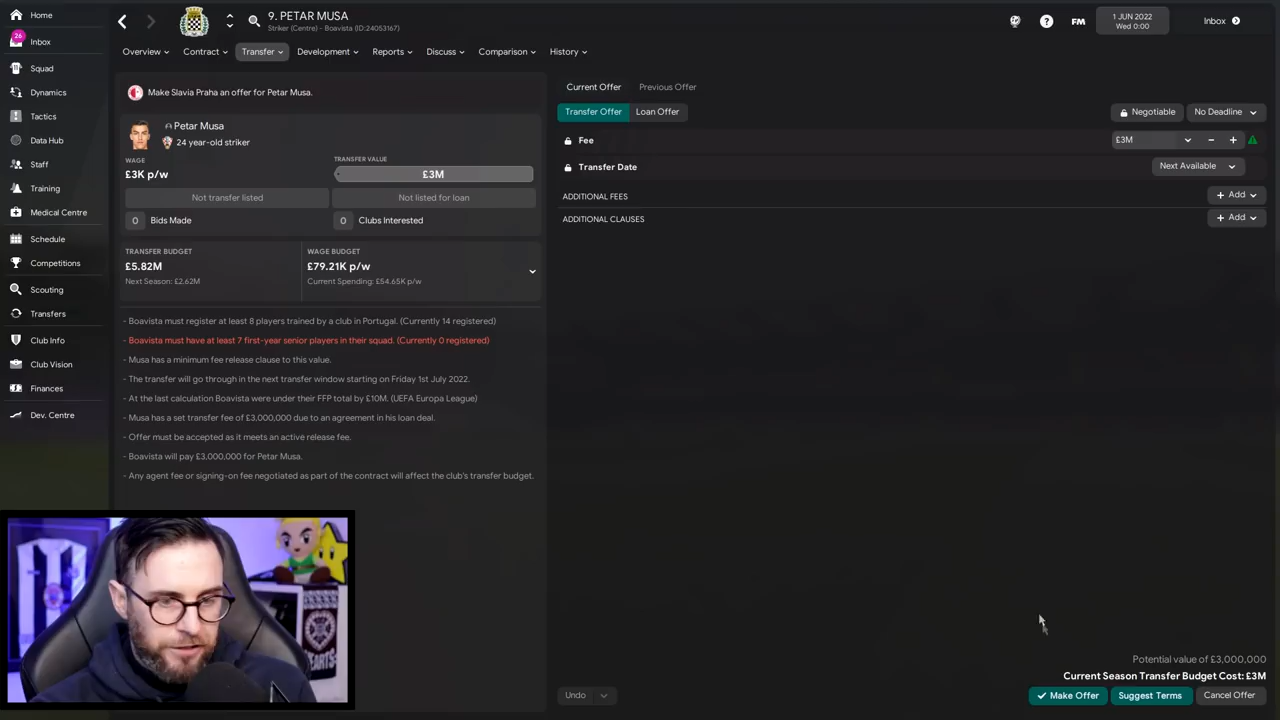 Home
26
Inbox
Squad
Dynamics
Tactics
Data Hub
Staff
Training
Medical Centre
Schedule
Competitions
Scouting
Transfers
Club Info
Club Vision
Finances
Dev. Centre
9. PETAR MUSA
Striker (Centre) - Boavista (ID:24053167)
?
FM
1 JUN 2022
Wed 0:00
Inbox
Overview
Contract
Transfer
Development
Reports
Discuss
Comparison
History
Make Slavia Praha an offer for Petar Musa.
Petar Musa
24 year-old striker
WAGE
£3K p/w
TRANSFER VALUE
£3M
Not transfer listed
Not listed for loan
0 Bids Made
0 Clubs Interested
TRANSFER BUDGET
£5.82M
Next Season: £2.62M
WAGE BUDGET
£79.21K p/w
Current Spending: £54.65K p/w
- Boavista must register at least 8 players trained by a club in Portugal. (Currently 14 registered)
- Boavista must have at least 7 first-year senior players in their squad. (Currently 0 registered)
- Musa has a minimum fee release clause to this value.
- The transfer will go through in the next transfer window starting on Friday 1st July 2022.
- At the last calculation Boavista were under their FFP total by £10M. (UEFA Europa League)
- Musa has a set transfer fee of £3,000,000 due to an agreement in his loan deal.
- Offer must be accepted as it meets an active release fee.
- Boavista will pay £3,000,000 for Petar Musa.
- Any agent fee or signing-on fee negotiated as part of the contract will affect the club's transfer budget.
Current Offer
Previous Offer
Transfer Offer
Loan Offer
Negotiable
No Deadline
Fee
£3M
Transfer Date
Next Available
ADDITIONAL FEES
+ Add
ADDITIONAL CLAUSES
+ Add
HEARTS
Potential value of £3,000,000
Current Season Transfer Budget Cost: £3M
Undo
Make Offer
Suggest Terms
Cancel Offer